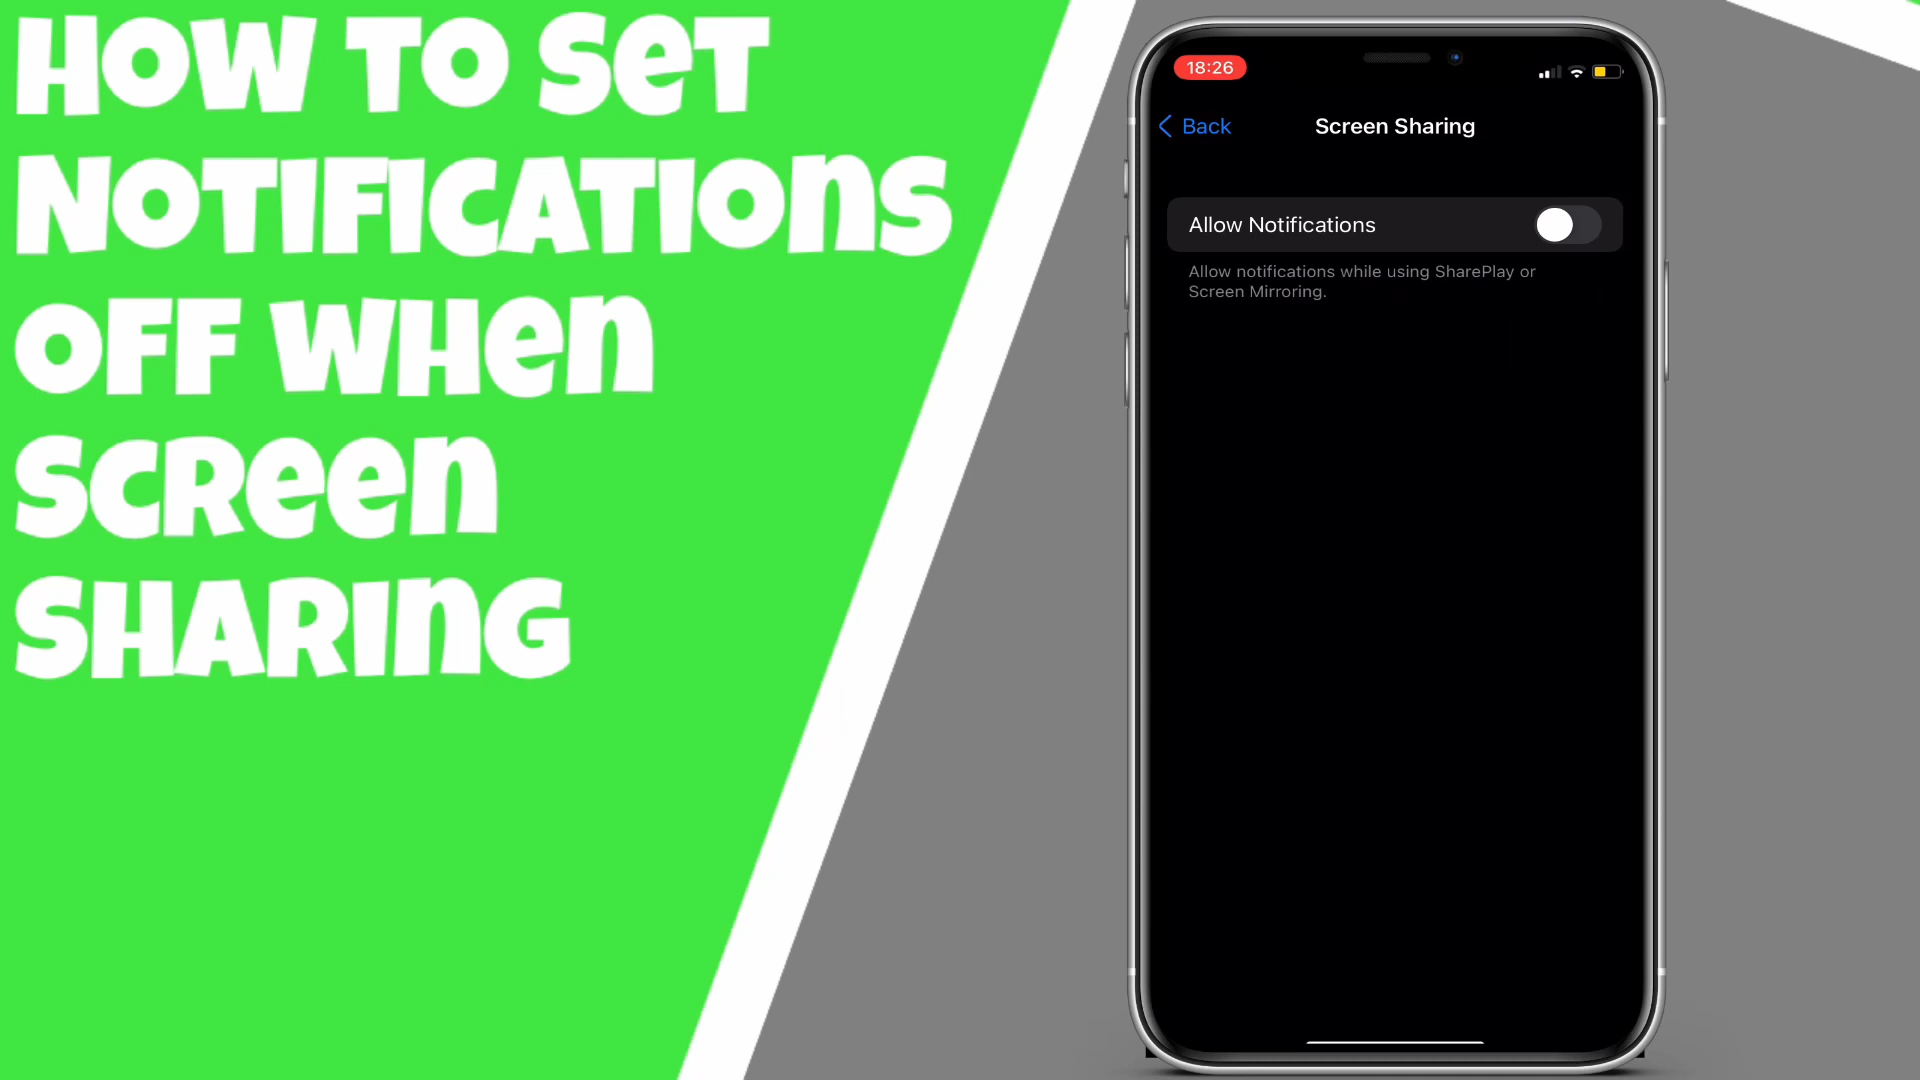 HOW TO SET
NOTIFICATIONS
OFF WHEN
SCREEN
SHARING
18:26
Back
Screen Sharing
Allow Notifications
Allow notifications while using SharePlay or
Screen Mirroring.